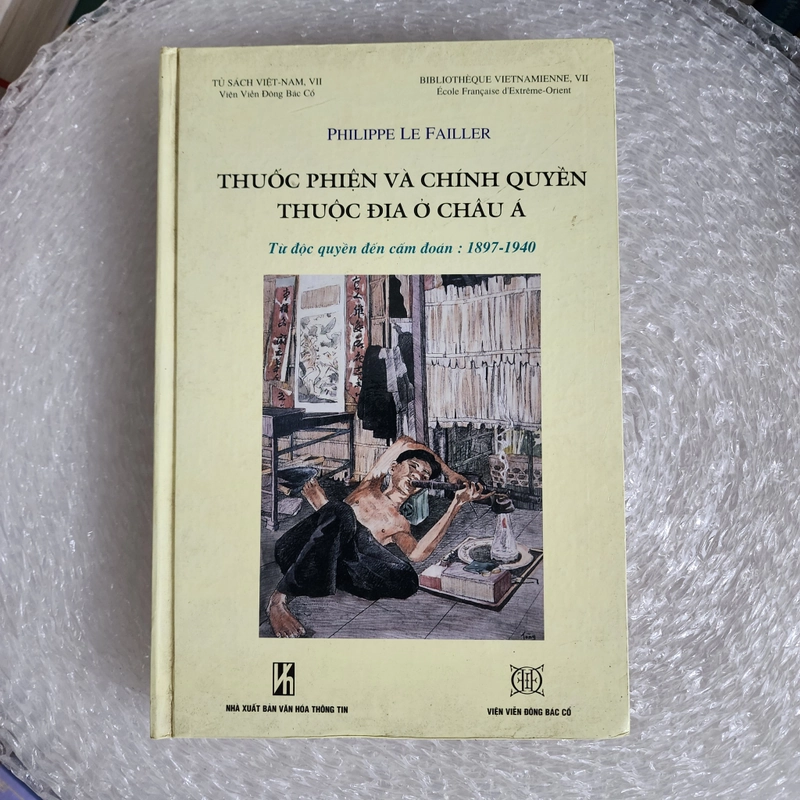 TỦ SÁCH VIỆT-NAM, VII
Viện Viễn Đông Bác Cổ
BIBLIOTHÈQUE VIETNAMIENNE, VII
École Française d'Extrême-Orient
PHILIPPE LE FAILLER
THUỐC PHIỆN VÀ CHÍNH QUYỀN
THUỘC ĐỊA Ở CHÂU Á
Từ độc quyền đến cấm đoán : 1897-1940
NHÀ XUẤT BẢN VĂN HÓA THÔNG TIN
VIỆN VIỄN ĐÔNG BÁC CỔ